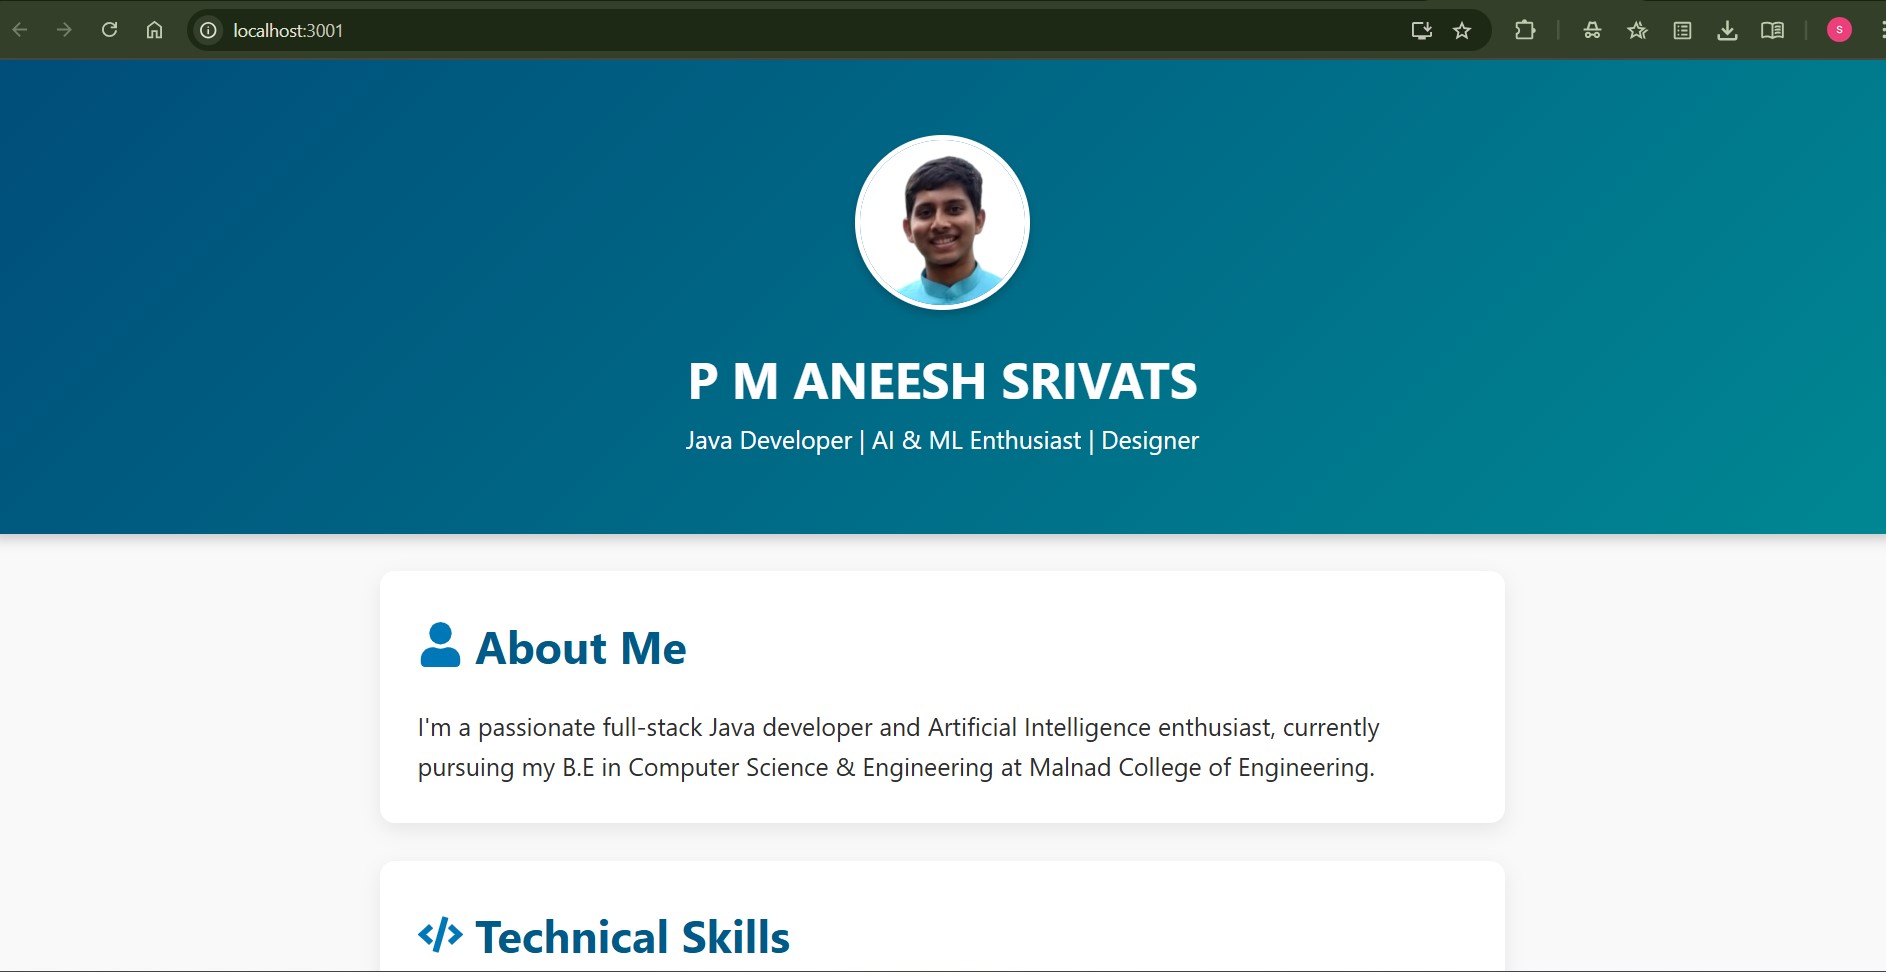 localhost:3001
S
P M ANEESH SRIVATS
Java Developer | AI & ML Enthusiast | Designer
About Me
I'm a passionate full-stack Java developer and Artificial Intelligence enthusiast, currently
pursuing my B.E in Computer Science & Engineering at Malnad College of Engineering.
</> Technical Skills